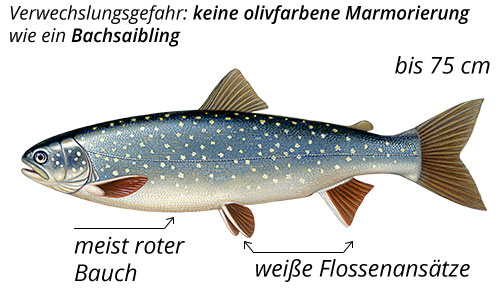 Verwechslungsgefahr: keine olivfarbene Marmorierung
wie ein Bachsaibling
bis 75 cm
meist roter
Bauch
weiße Flossenansätze